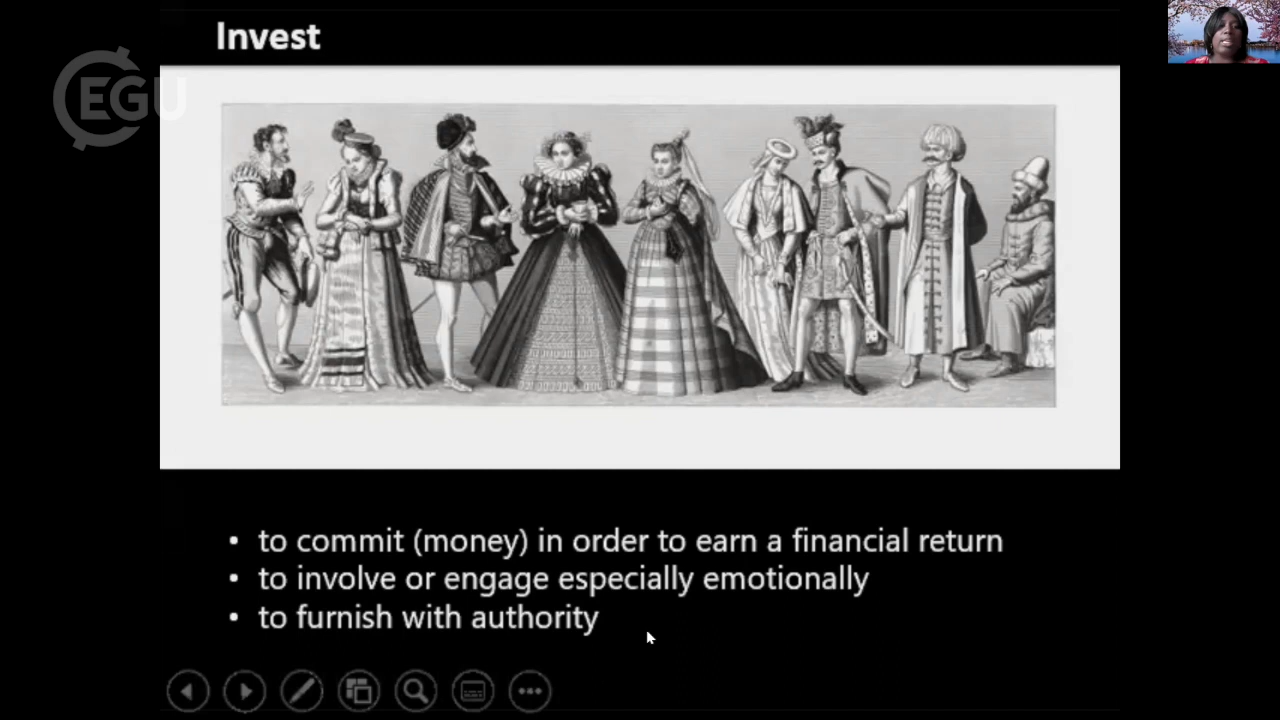 Invest
EGU
• to commit (money) in order to earn a financial return
• to involve or engage especially emotionally
• to furnish with authority